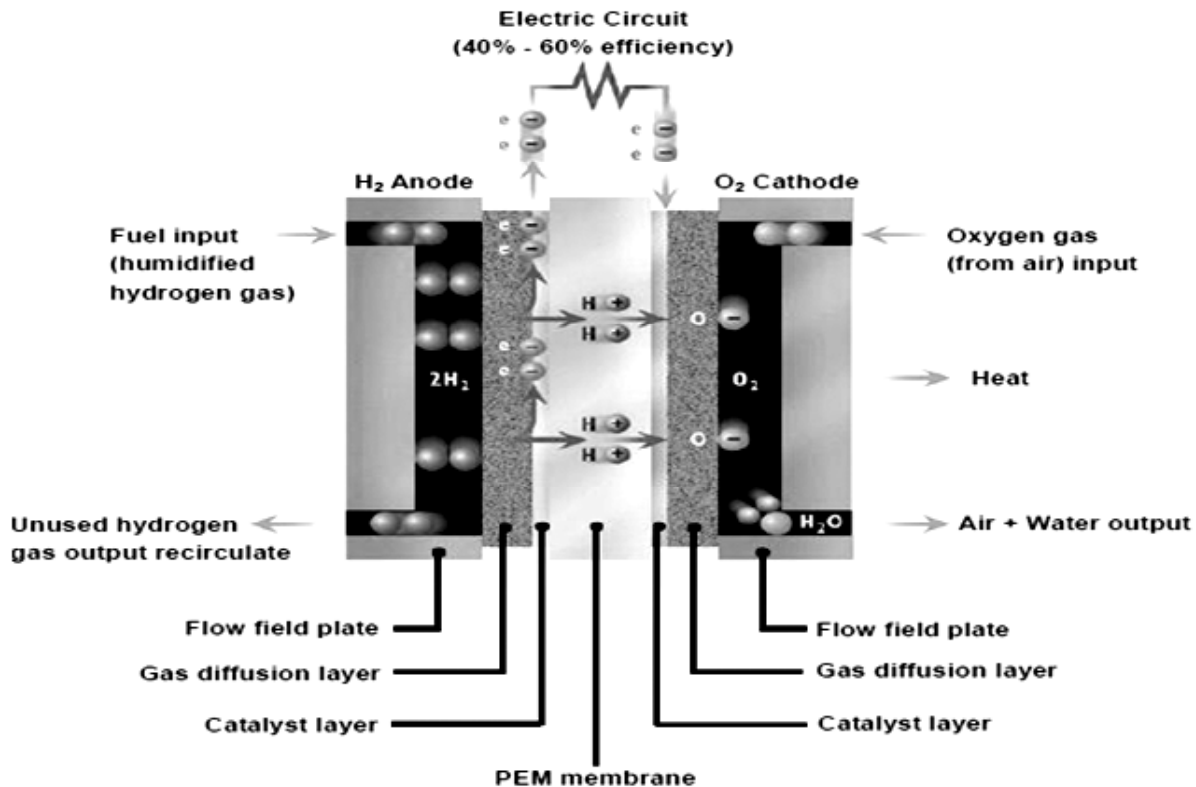 Electric Circuit
(40% - 60% efficiency)
e −
e −
e −
e −
H₂ Anode
O₂ Cathode
Fuel input
(humidified
hydrogen gas)
Oxygen gas
(from air) input
e −
e −
H +
H +
O −
e −
e −
2H₂
O₂
Heat
H +
H +
O −
H₂O
Unused hydrogen
gas output recirculate
Air + Water output
Flow field plate
Flow field plate
Gas diffusion layer
Gas diffusion layer
Catalyst layer
Catalyst layer
PEM membrane